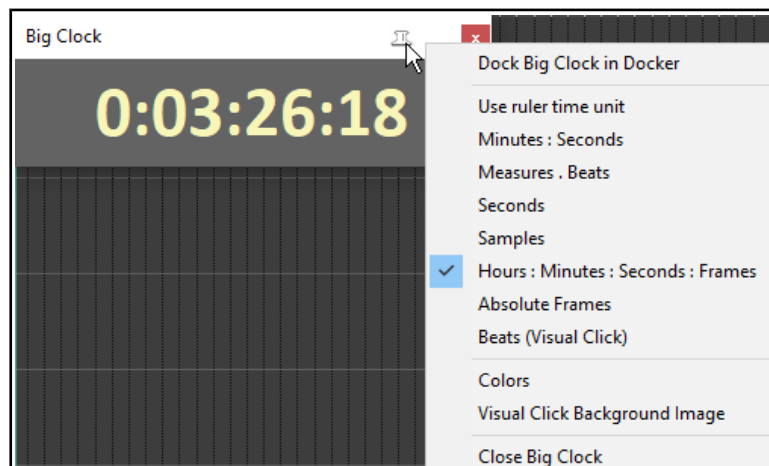 Big Clock
x
0:03:26:18
Dock Big Clock in Docker
Use ruler time unit
Minutes : Seconds
Measures . Beats
Seconds
Samples
Hours : Minutes : Seconds : Frames
Absolute Frames
Beats (Visual Click)
Colors
Visual Click Background Image
Close Big Clock